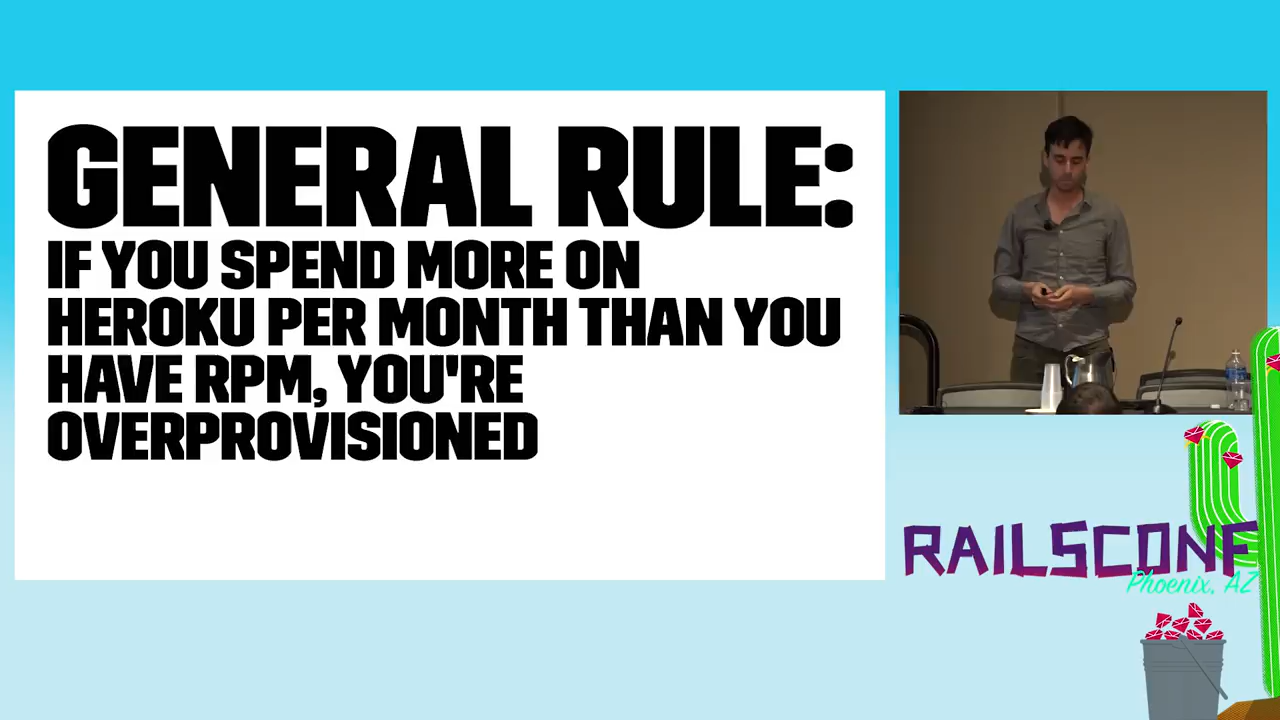 GENERAL RULE:
IF YOU SPEND MORE ON
HEROKU PER MONTH THAN YOU
HAVE RPM, YOU'RE
OVERPROVISIONED
RAILSCONF
Phoenix, AZ